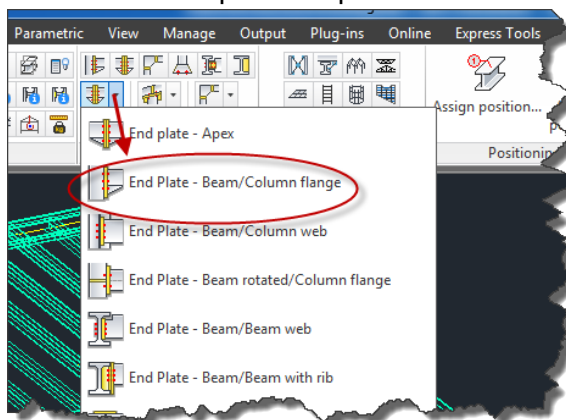 Parametric View Manage Output Plug-ins Online Express Tools
Assign position...
Positionin
End plate - Apex
End Plate - Beam/Column flange
End Plate - Beam/Column web
End Plate - Beam rotated/Column flange
End Plate - Beam/Beam web
End Plate - Beam/Beam with rib